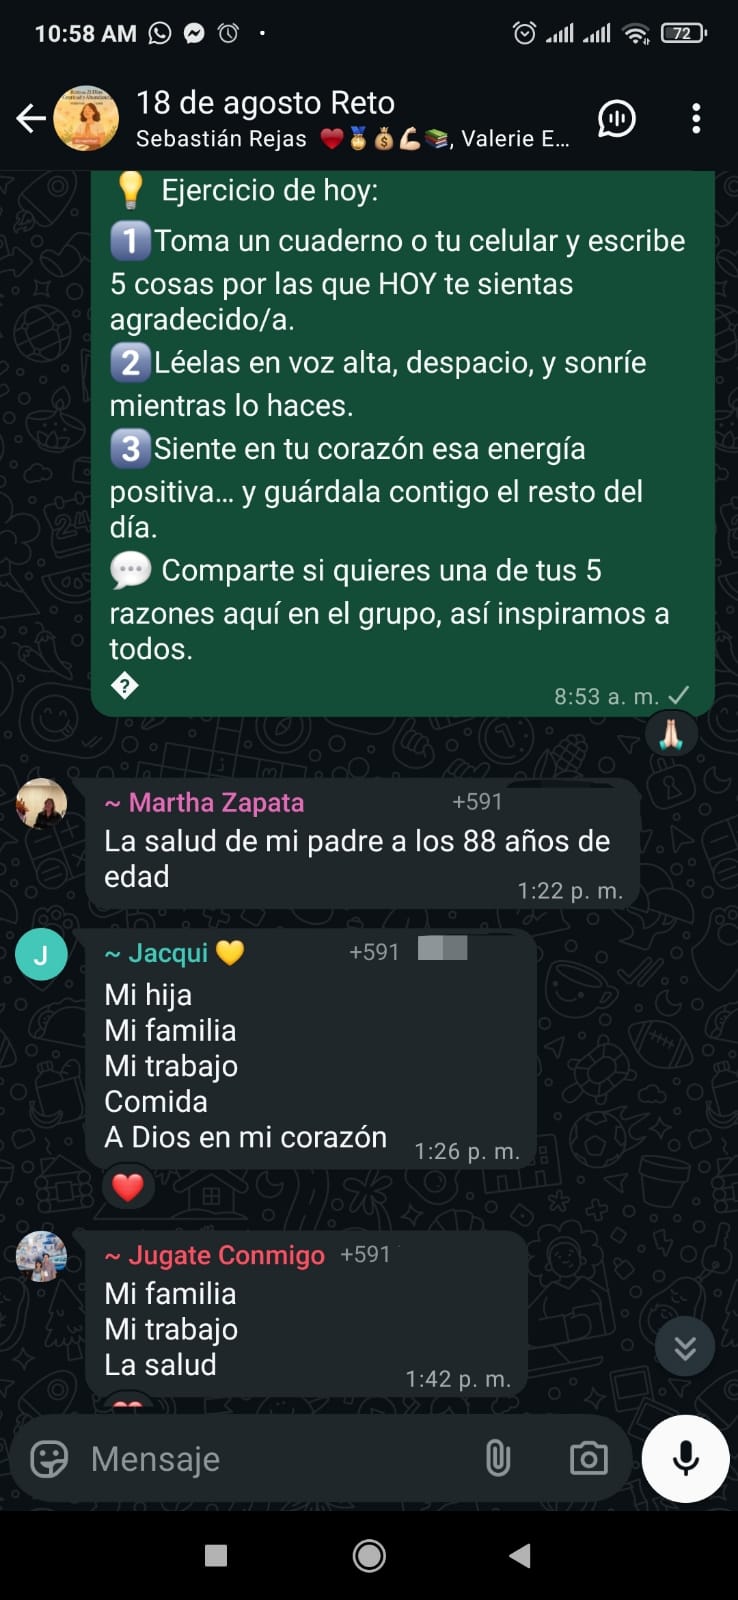 10:58 AM
72
18 de agosto Reto
Sebastián Rejas ❤️🏅💰💪📚, Valerie E...
💡 Ejercicio de hoy:
1️⃣Toma un cuaderno o tu celular y escribe
5 cosas por las que HOY te sientas
agradecido/a.
2️⃣Léelas en voz alta, despacio, y sonríe
mientras lo haces.
3️⃣Siente en tu corazón esa energía
positiva... y guárdala contigo el resto del
día.
💬 Comparte si quieres una de tus 5
razones aquí en el grupo, así inspiramos a
todos.
�
8:53 a. m.
~ Martha Zapata +591
La salud de mi padre a los 88 años de
edad
1:22 p. m.
J
~ Jacqui 💛 +591
Mi hija
Mi familia
Mi trabajo
Comida
A Dios en mi corazón
1:26 p. m.
~ Jugate Conmigo +591
Mi familia
Mi trabajo
La salud
1:42 p. m.
Mensaje